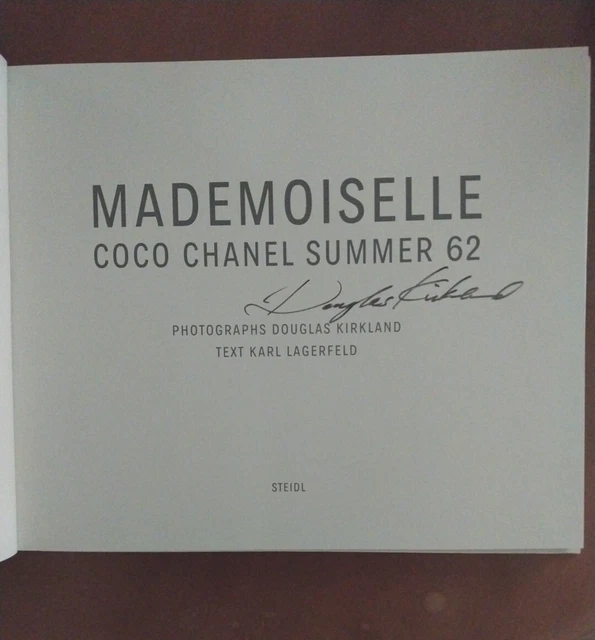 MADEMOISELLE
COCO CHANEL SUMMER 62
Douglas Kirkland
PHOTOGRAPHS DOUGLAS KIRKLAND
TEXT KARL LAGERFELD
STEIDL